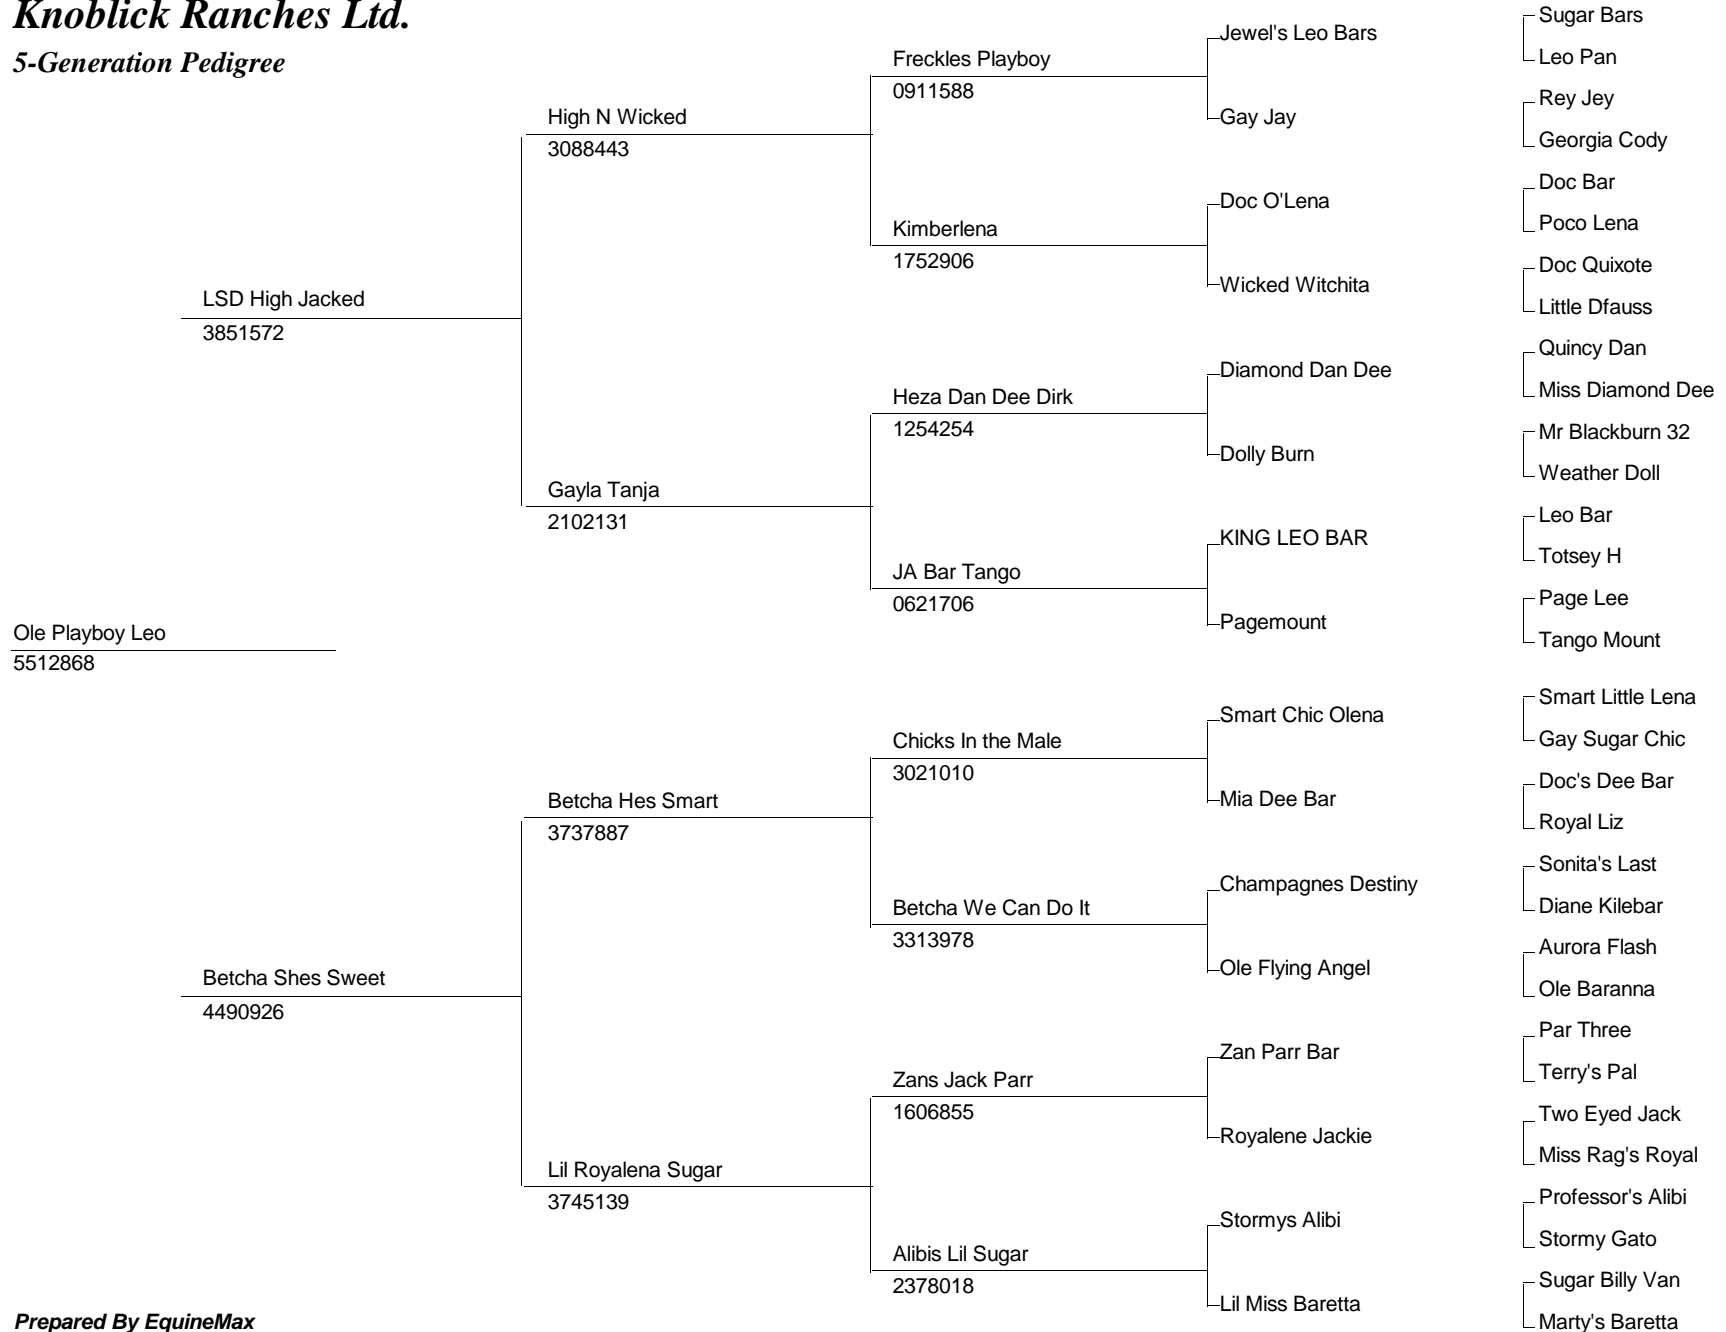 Knoblick Ranches Ltd.
5-Generation Pedigree
Ole Playboy Leo
5512868
LSD High Jacked
3851572
Betcha Shes Sweet
4490926
High N Wicked
3088443
Gayla Tanja
2102131
Betcha Hes Smart
3737887
Lil Royalena Sugar
3745139
Freckles Playboy
0911588
Kimberlena
1752906
Heza Dan Dee Dirk
1254254
JA Bar Tango
0621706
Chicks In the Male
3021010
Betcha We Can Do It
3313978
Zans Jack Parr
1606855
Alibis Lil Sugar
2378018
Jewel's Leo Bars
Gay Jay
Doc O'Lena
Wicked Witchita
Diamond Dan Dee
Dolly Burn
KING LEO BAR
Pagemount
Smart Chic Olena
Mia Dee Bar
Champagnes Destiny
Ole Flying Angel
Zan Parr Bar
Royalene Jackie
Stormys Alibi
Lil Miss Baretta
Sugar Bars
Leo Pan
Rey Jey
Georgia Cody
Doc Bar
Poco Lena
Doc Quixote
Little Dfauss
Quincy Dan
Miss Diamond Dee
Mr Blackburn 32
Weather Doll
Leo Bar
Totsey H
Page Lee
Tango Mount
Smart Little Lena
Gay Sugar Chic
Doc's Dee Bar
Royal Liz
Sonita's Last
Diane Kilebar
Aurora Flash
Ole Baranna
Par Three
Terry's Pal
Two Eyed Jack
Miss Rag's Royal
Professor's Alibi
Stormy Gato
Sugar Billy Van
Marty's Baretta
Prepared By EquineMax